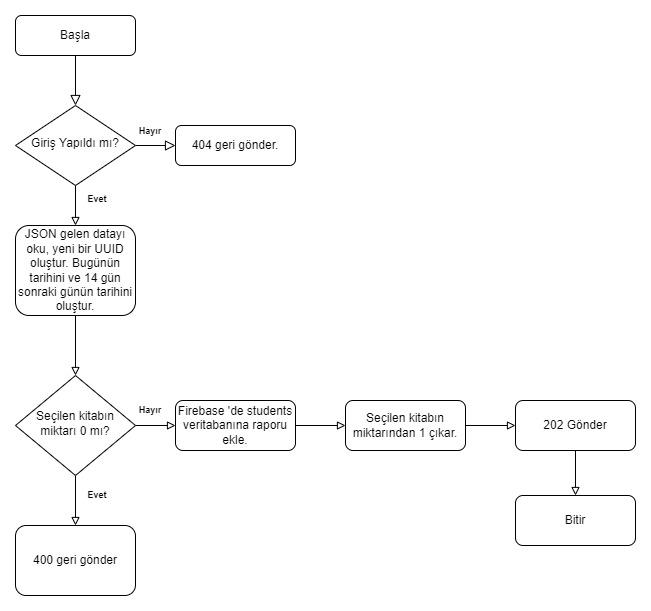 Başla
Giriş Yapıldı mı?
Hayır
404 geri gönder.
Evet
JSON gelen datayı
oku, yeni bir UUID
oluştur. Bugünün
tarihini ve 14 gün
sonraki günün tarihini
oluştur.
Seçilen kitabın
miktarı 0 mı?
Hayır
Firebase 'de students
veritabanına raporu
ekle.
Seçilen kitabın
miktarından 1 çıkar.
202 Gönder
Evet
400 geri gönder
Bitir